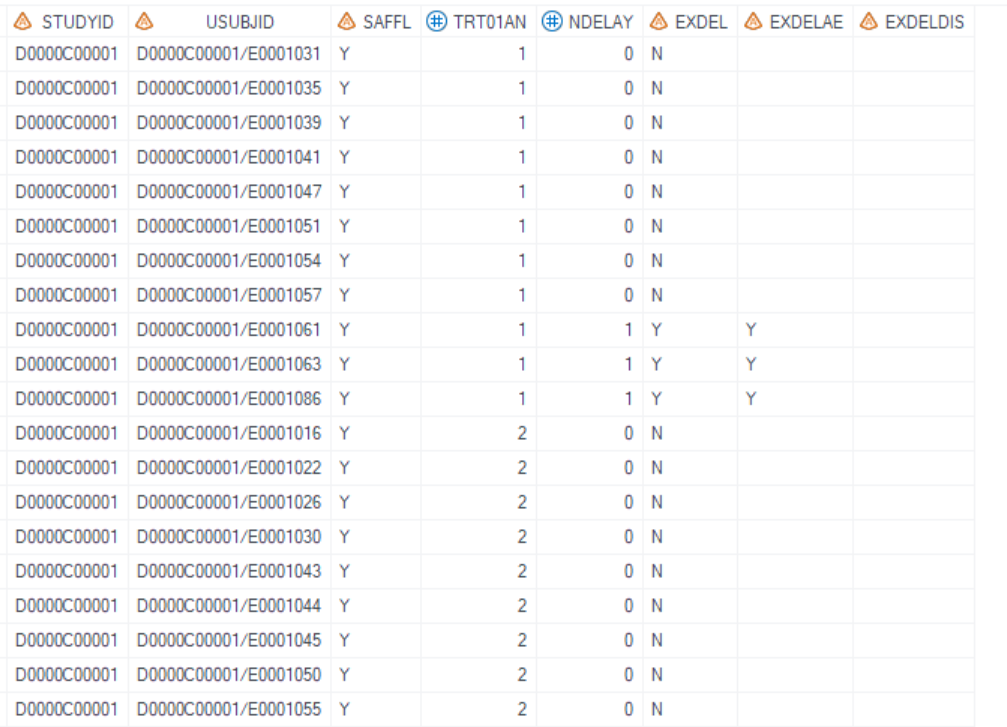 STUDYID USUBJID SAFFL TRT01AN NDELAY EXDEL EXDELAE EXDELDIS
D0000C00001 D0000C00001/E0001031 Y 1 0 N
D0000C00001 D0000C00001/E0001035 Y 1 0 N
D0000C00001 D0000C00001/E0001039 Y 1 0 N
D0000C00001 D0000C00001/E0001041 Y 1 0 N
D0000C00001 D0000C00001/E0001047 Y 1 0 N
D0000C00001 D0000C00001/E0001051 Y 1 0 N
D0000C00001 D0000C00001/E0001054 Y 1 0 N
D0000C00001 D0000C00001/E0001057 Y 1 0 N
D0000C00001 D0000C00001/E0001061 Y 1 1 Y Y
D0000C00001 D0000C00001/E0001063 Y 1 1 Y Y
D0000C00001 D0000C00001/E0001086 Y 1 1 Y Y
D0000C00001 D0000C00001/E0001016 Y 2 0 N
D0000C00001 D0000C00001/E0001022 Y 2 0 N
D0000C00001 D0000C00001/E0001026 Y 2 0 N
D0000C00001 D0000C00001/E0001030 Y 2 0 N
D0000C00001 D0000C00001/E0001043 Y 2 0 N
D0000C00001 D0000C00001/E0001044 Y 2 0 N
D0000C00001 D0000C00001/E0001045 Y 2 0 N
D0000C00001 D0000C00001/E0001050 Y 2 0 N
D0000C00001 D0000C00001/E0001055 Y 2 0 N